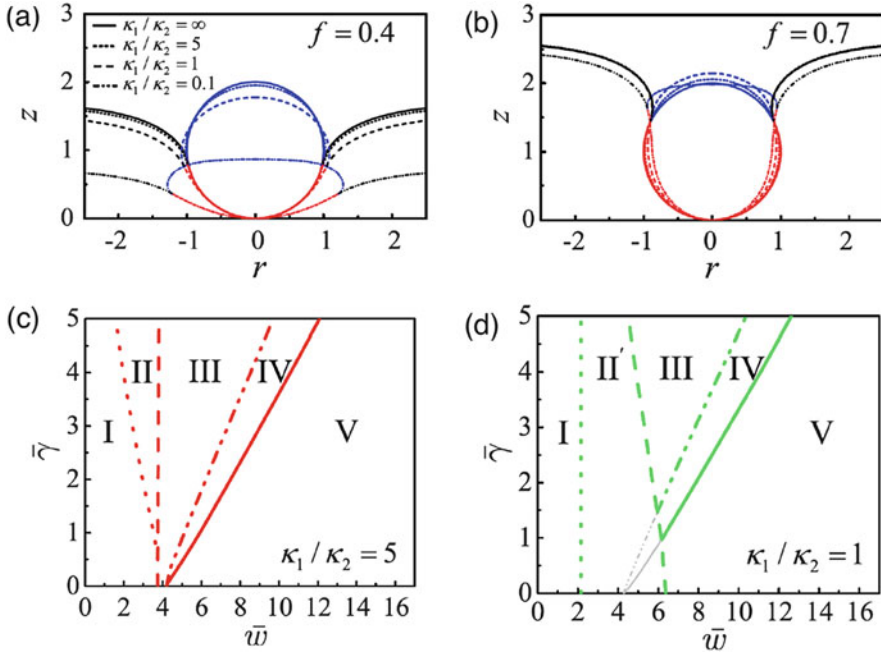 (a)
κ₁/κ₂ = ∞
κ₁/κ₂ = 5
κ₁/κ₂ = 1
κ₁/κ₂ = 0.1
f = 0.4
3
2
1
0
z
-2 -1 0 1 2
r
(b)
f = 0.7
3
2
1
0
z
-2 -1 0 1 2
r
(c)
5
4
3
2
1
0
γ̄
I II III IV V
κ₁/κ₂ = 5
0 2 4 6 8 10 12 14 16
w̄
(d)
5
4
3
2
1
0
γ̄
I II′ III IV V
κ₁/κ₂ = 1
0 2 4 6 8 10 12 14 16
w̄